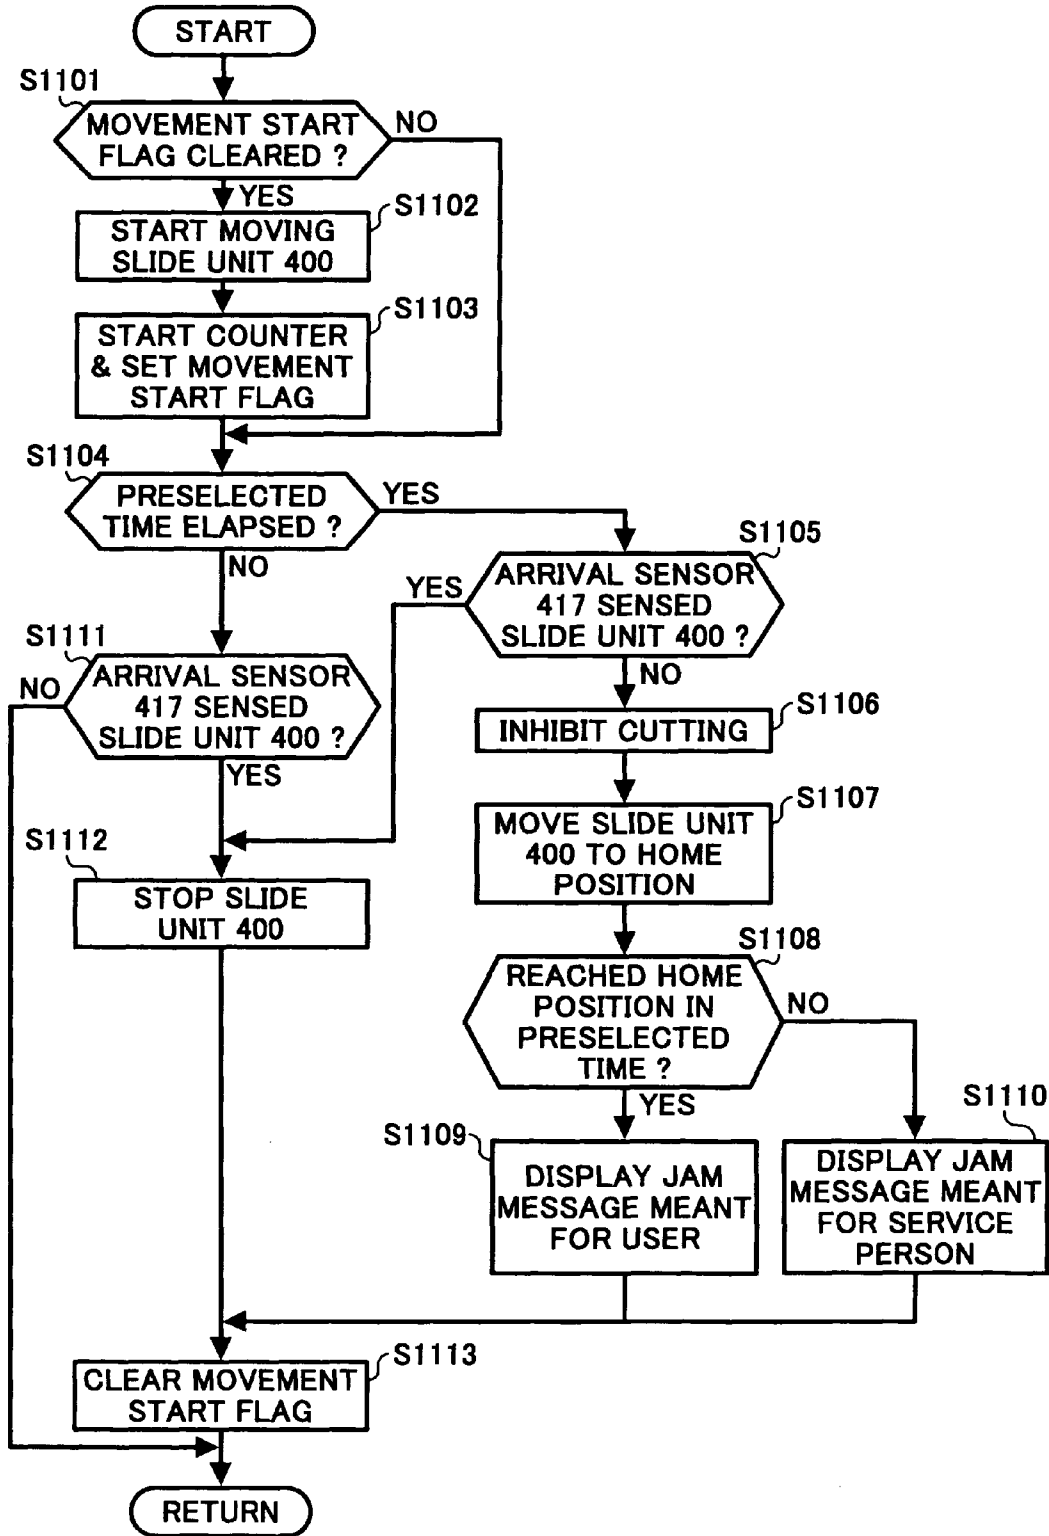 START
S1101
MOVEMENT START
FLAG CLEARED ?
NO
YES
S1102
START MOVING
SLIDE UNIT 400
S1103
START COUNTER
& SET MOVEMENT
START FLAG
S1104
PRESELECTED
TIME ELAPSED ?
YES
NO
S1105
ARRIVAL SENSOR
417 SENSED
SLIDE UNIT 400 ?
YES
NO
S1111
ARRIVAL SENSOR
417 SENSED
SLIDE UNIT 400 ?
NO
YES
S1106
INHIBIT CUTTING
S1107
MOVE SLIDE UNIT
400 TO HOME
POSITION
S1112
STOP SLIDE
UNIT 400
S1108
REACHED HOME
POSITION IN
PRESELECTED
TIME ?
NO
YES
S1109
DISPLAY JAM
MESSAGE MEANT
FOR USER
S1110
DISPLAY JAM
MESSAGE MEANT
FOR SERVICE
PERSON
S1113
CLEAR MOVEMENT
START FLAG
RETURN